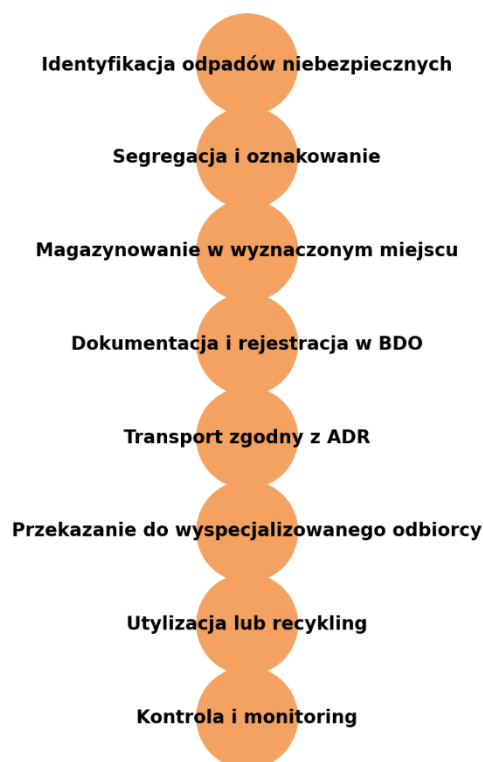 Identyfikacja odpadów niebezpiecznych
Segregacja i oznakowanie
Magazynowanie w wyznaczonym miejscu
Dokumentacja i rejestracja w BDO
Transport zgodny z ADR
Przekazanie do wyspecjalizowanego odbiorcy
Utylizacja lub recykling
Kontrola i monitoring